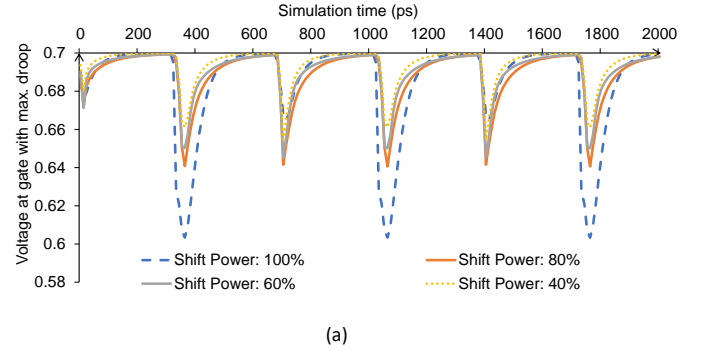 Simulation time (ps)
0 200 400 600 800 1000 1200 1400 1600 1800 2000
Voltage at gate with max. droop
0.7
0.68
0.66
0.64
0.62
0.6
0.58
Shift Power: 100% Shift Power: 80%
Shift Power: 60% Shift Power: 40%
(a)